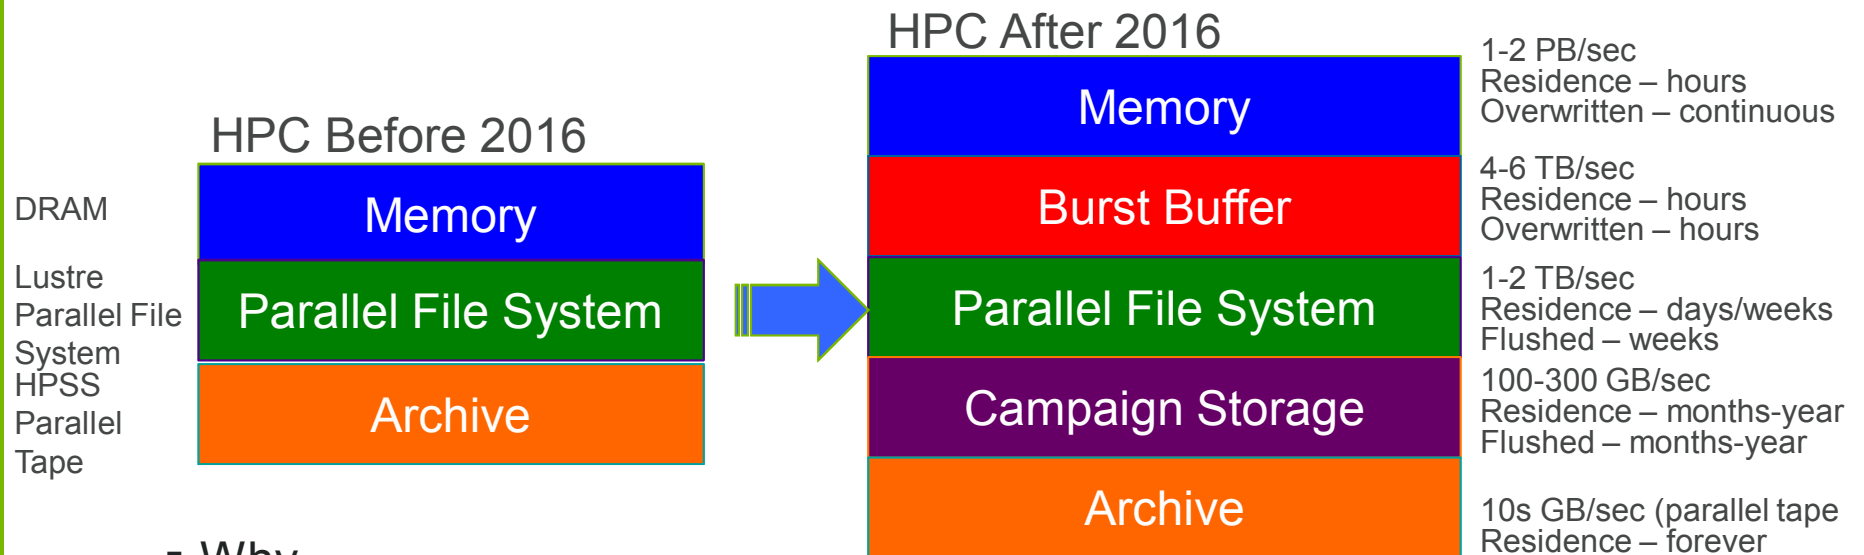 HPC Before 2016
DRAM
Memory
Lustre
Parallel File
System
Parallel File System
HPSS
Parallel
Tape
Archive
HPC After 2016
Memory
1-2 PB/sec
Residence – hours
Overwritten – continuous
Burst Buffer
4-6 TB/sec
Residence – hours
Overwritten – hours
Parallel File System
1-2 TB/sec
Residence – days/weeks
Flushed – weeks
Campaign Storage
100-300 GB/sec
Residence – months-year
Flushed – months-year
Archive
10s GB/sec (parallel tape
Residence – forever
▪ Why